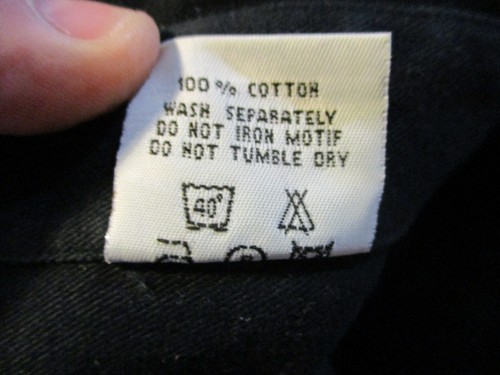 100% COTTON
WASH SEPARATELY
DO NOT IRON MOTIF
DO NOT TUMBLE DRY
40°